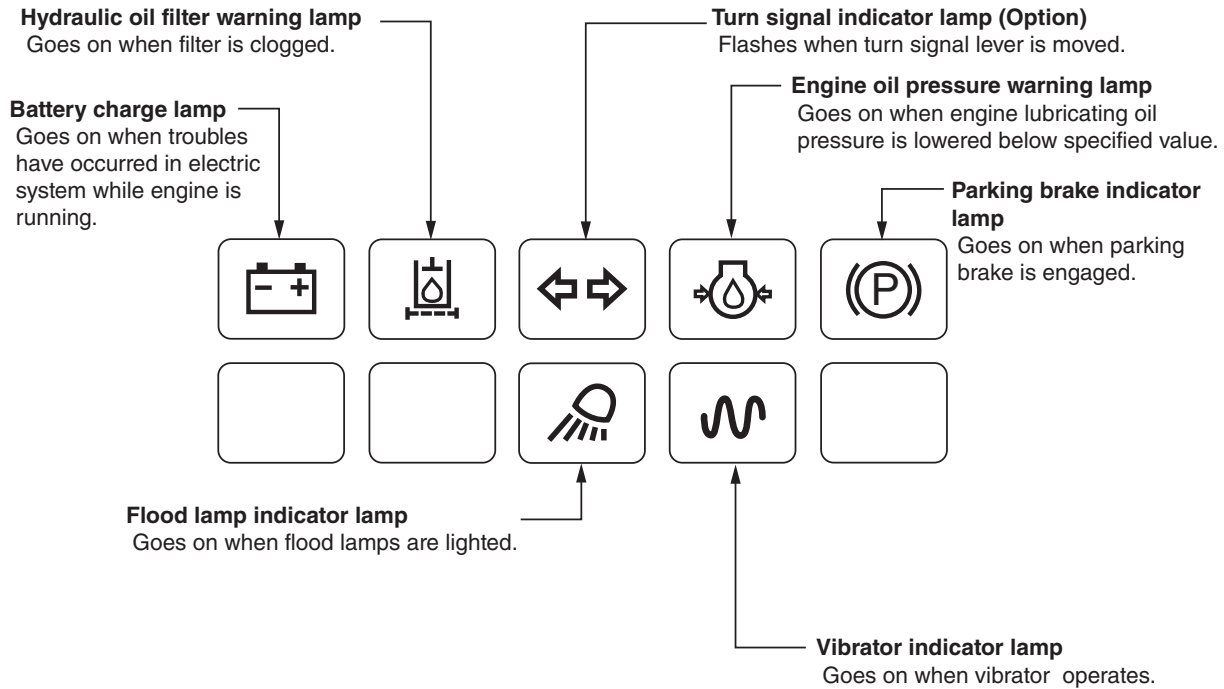 Hydraulic oil filter warning lamp
Goes on when filter is clogged.
Turn signal indicator lamp (Option)
Flashes when turn signal lever is moved.
Battery charge lamp
Goes on when troubles
have occurred in electric
system while engine is
running.
Engine oil pressure warning lamp
Goes on when engine lubricating oil
pressure is lowered below specified value.
Parking brake indicator
lamp
Goes on when parking
brake is engaged.
P
Flood lamp indicator lamp
Goes on when flood lamps are lighted.
Vibrator indicator lamp
Goes on when vibrator operates.